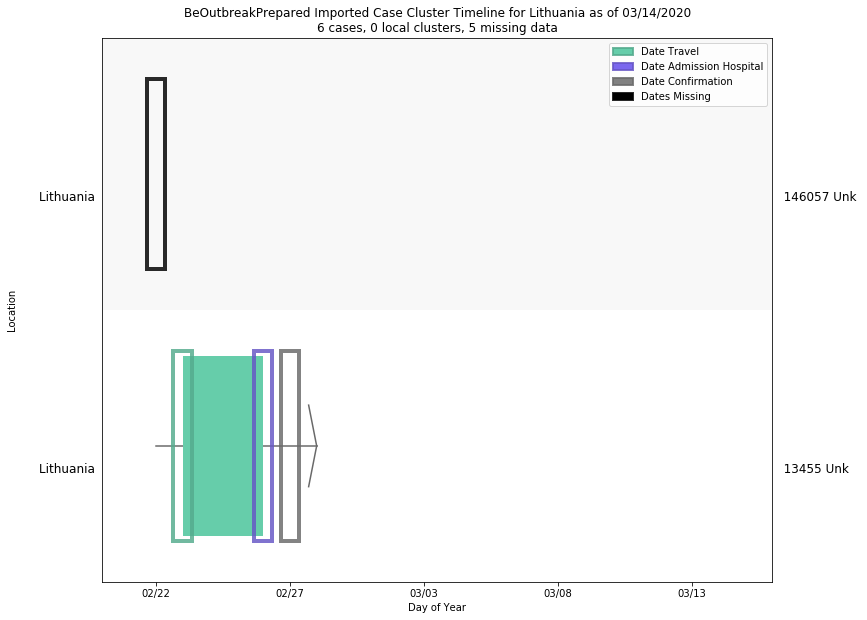 BeOutbreakPrepared Imported Case Cluster Timeline for Lithuania as of 03/14/2020
6 cases, 0 local clusters, 5 missing data
Date Travel
Date Admission Hospital
Date Confirmation
Dates Missing
Lithuania
146057 Unk
Location
Lithuania
13455 Unk
02/22
02/27
03/03
03/08
03/13
Day of Year